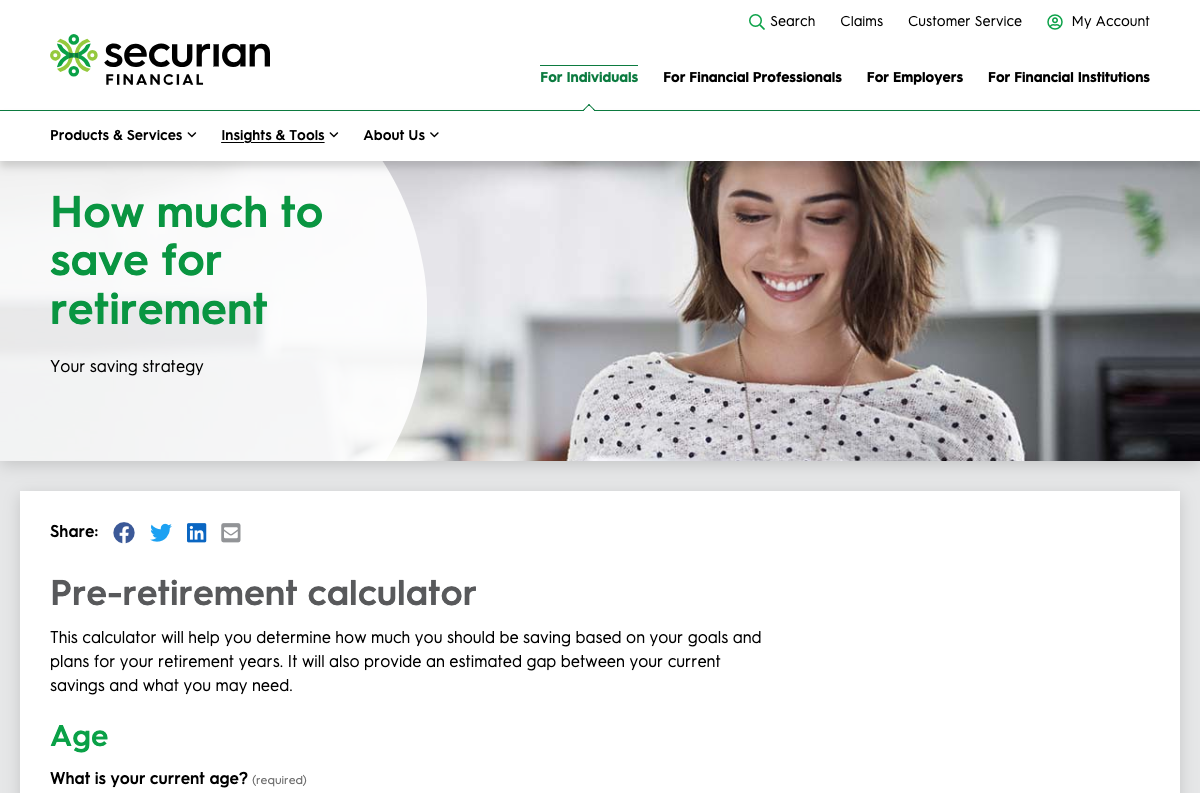 Search
Claims
Customer Service
My Account
securian
FINANCIAL
For Individuals
For Financial Professionals
For Employers
For Financial Institutions
Products & Services
Insights & Tools
About Us
How much to
save for
retirement
Your saving strategy
Share:
Pre-retirement calculator
This calculator will help you determine how much you should be saving based on your goals and
plans for your retirement years. It will also provide an estimated gap between your current
savings and what you may need.
Age
What is your current age? (required)